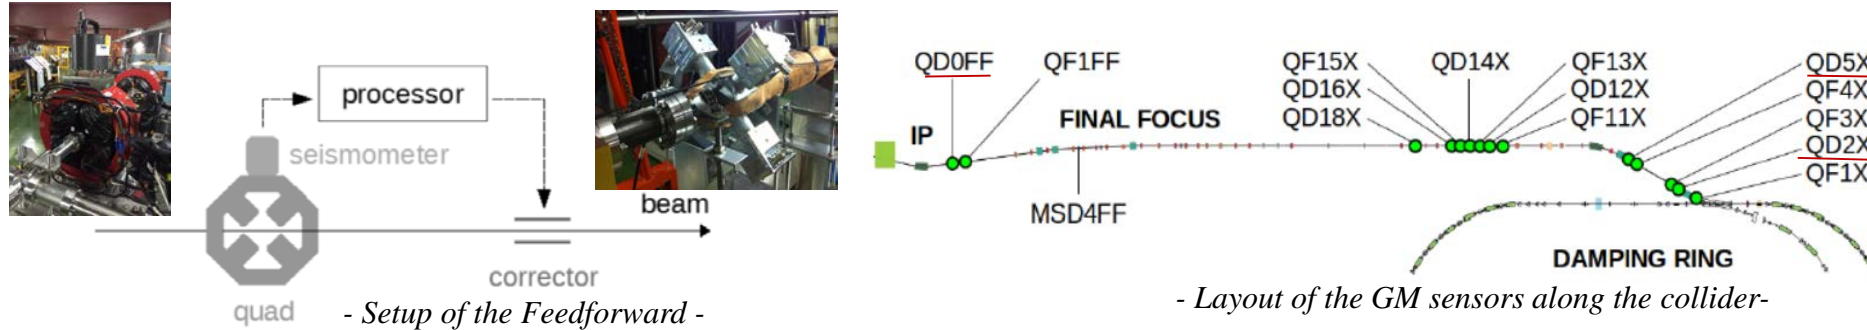 processor
seismometer
beam
corrector
quad
- Setup of the Feedforward -
QD0FF
QF1FF
QF15X
QD14X
QF13X
QD5X
QD16X
QD12X
QF4X
QD18X
QF11X
QF3X
IP
FINAL FOCUS
QD2X
QF1X
MSD4FF
DAMPING RING
- Layout of the GM sensors along the collider-